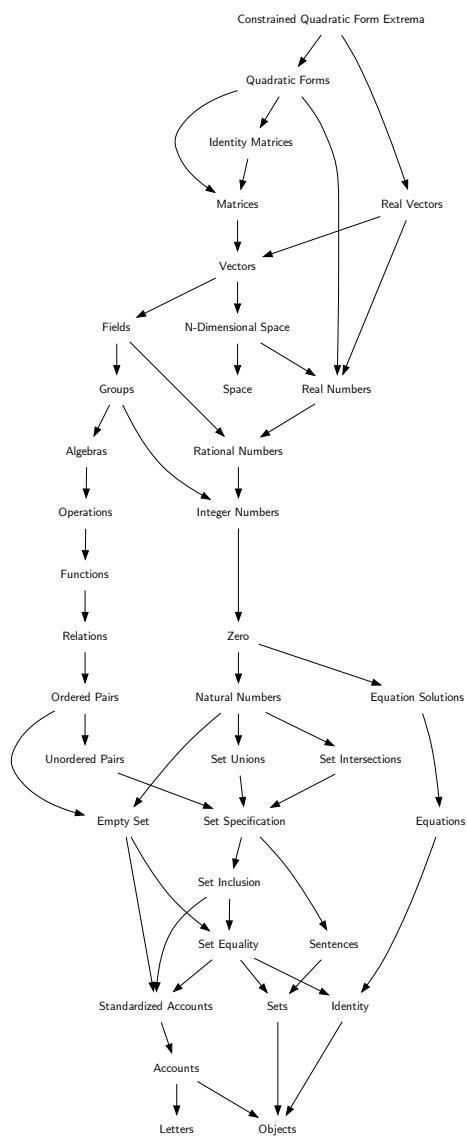 Constrained Quadratic Form Extrema
Quadratic Forms
Identity Matrices
Matrices
Real Vectors
Vectors
Fields
N-Dimensional Space
Groups
Space
Real Numbers
Algebras
Rational Numbers
Operations
Integer Numbers
Functions
Relations
Zero
Ordered Pairs
Natural Numbers
Equation Solutions
Unordered Pairs
Set Unions
Set Intersections
Empty Set
Set Specification
Equations
Set Inclusion
Set Equality
Sentences
Standardized Accounts
Sets
Identity
Accounts
Letters
Objects